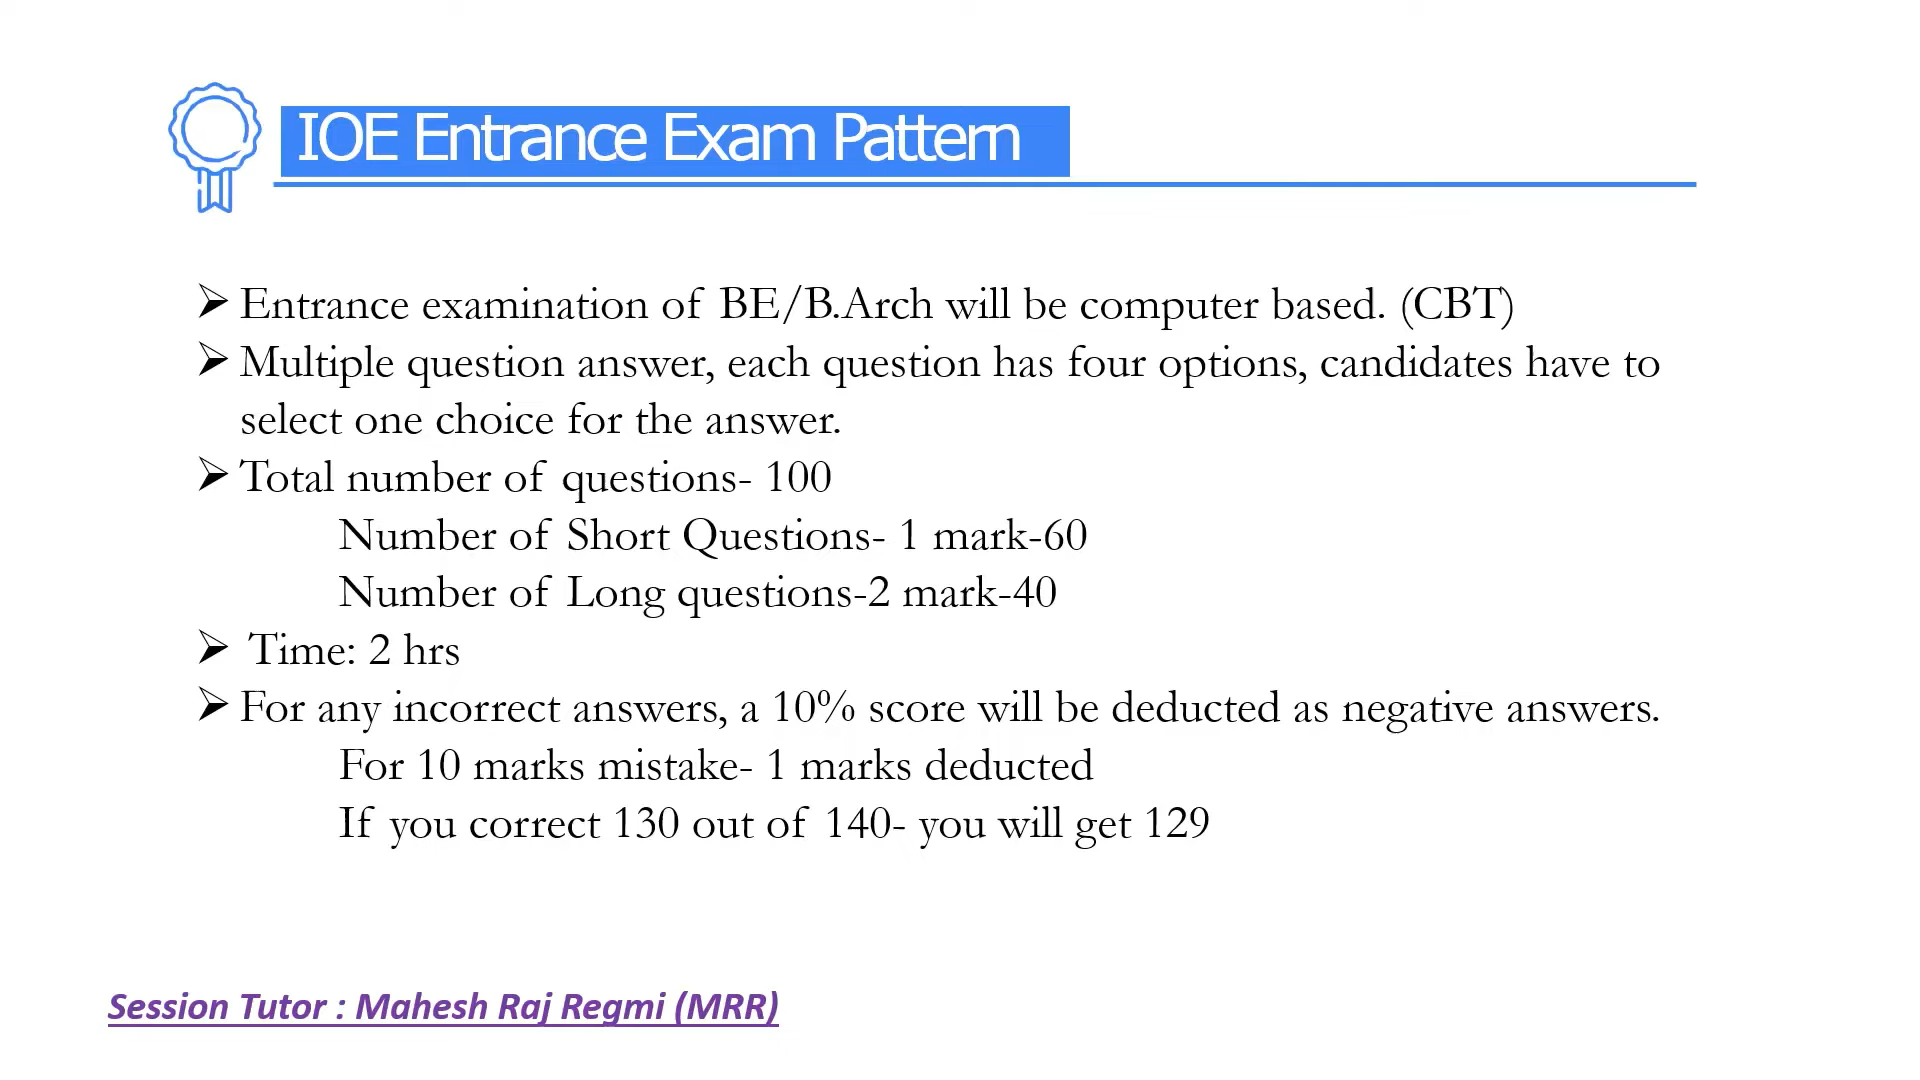 IOE Entrance Exam Pattern
➢ Entrance examination of BE/B.Arch will be computer based. (CBT)
➢ Multiple question answer, each question has four options, candidates have to
select one choice for the answer.
➢ Total number of questions- 100
Number of Short Questions- 1 mark-60
Number of Long questions-2 mark-40
➢ Time: 2 hrs
➢ For any incorrect answers, a 10% score will be deducted as negative answers.
For 10 marks mistake- 1 marks deducted
If you correct 130 out of 140- you will get 129
Session Tutor : Mahesh Raj Regmi (MRR)